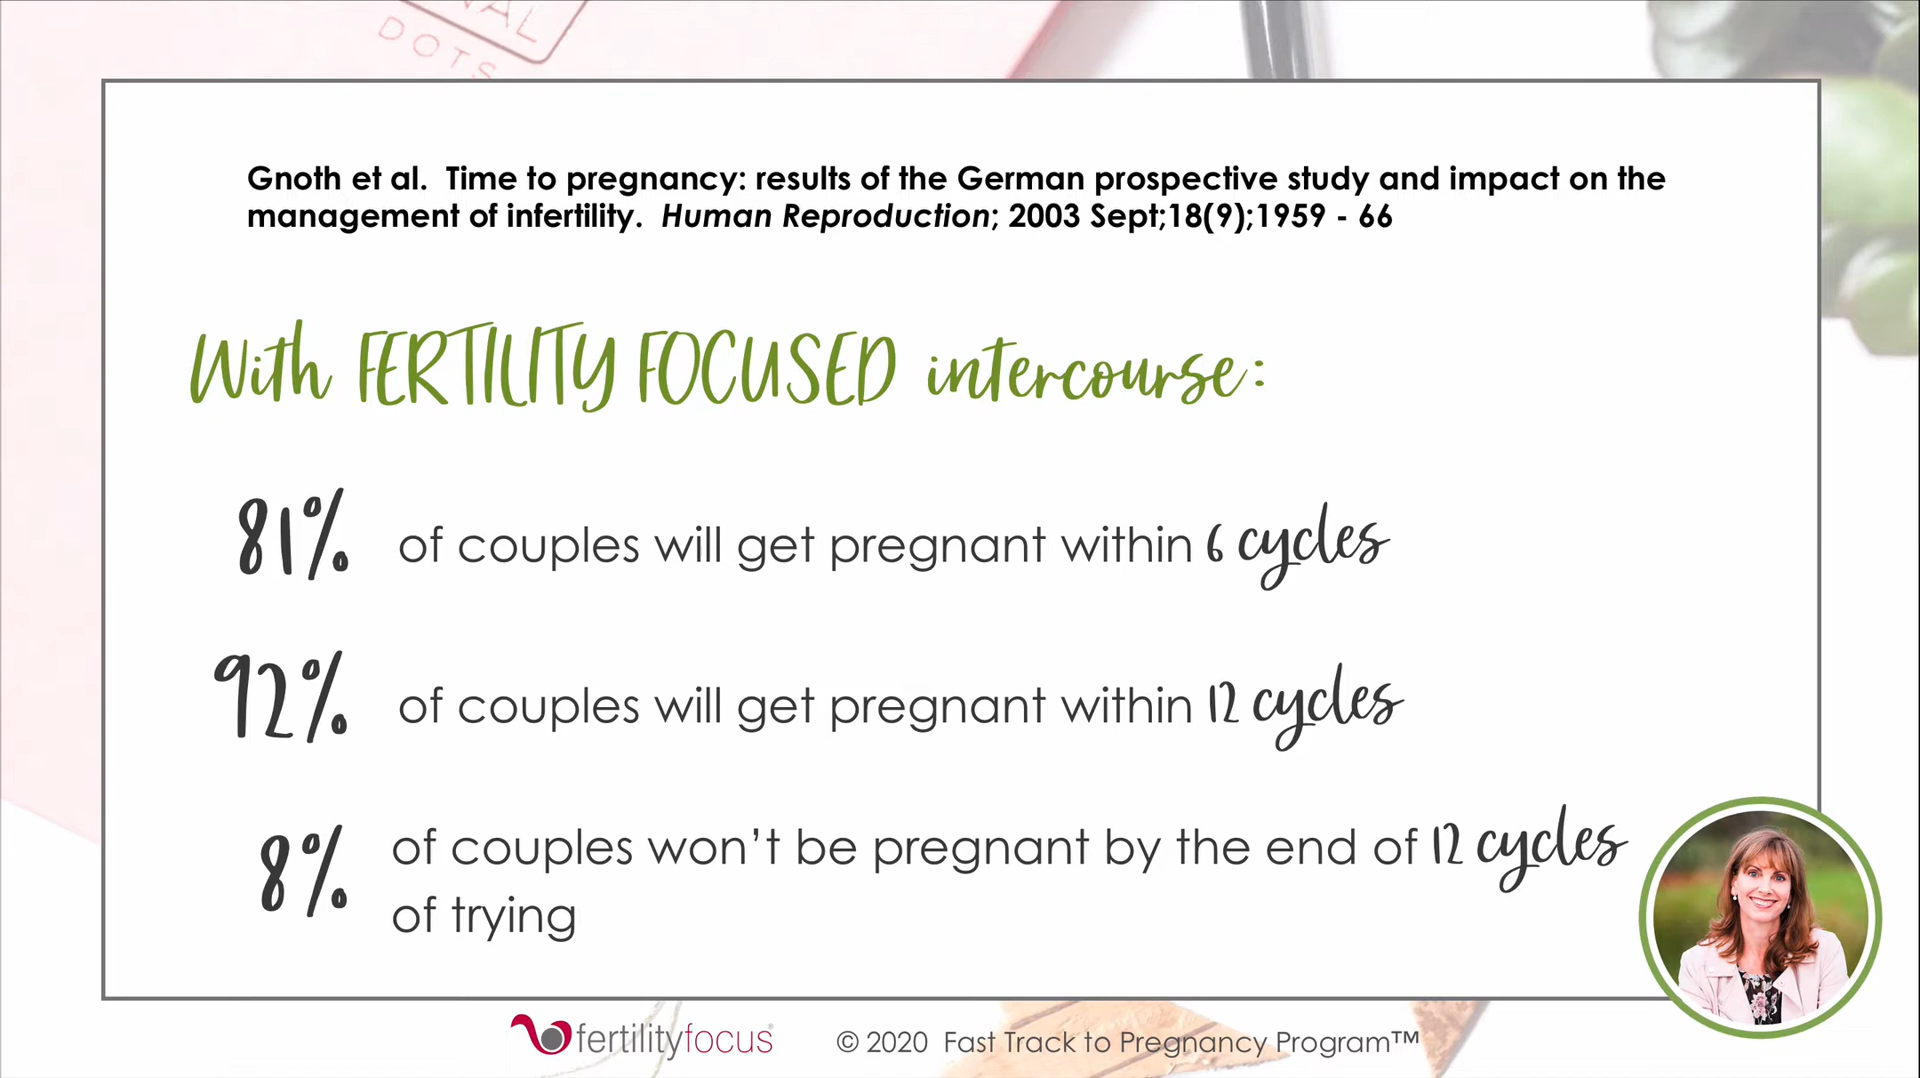 NAL
DOTS
Gnoth et al.  Time to pregnancy: results of the German prospective study and impact on the
management of infertility.  Human Reproduction; 2003 Sept;18(9);1959 - 66
With FERTILITY FOCUSED intercourse:
81% of couples will get pregnant within 6 cycles
92% of couples will get pregnant within 12 cycles
8% of couples won't be pregnant by the end of 12 cycles
of trying
fertilityfocus® © 2020  Fast Track to Pregnancy Program™